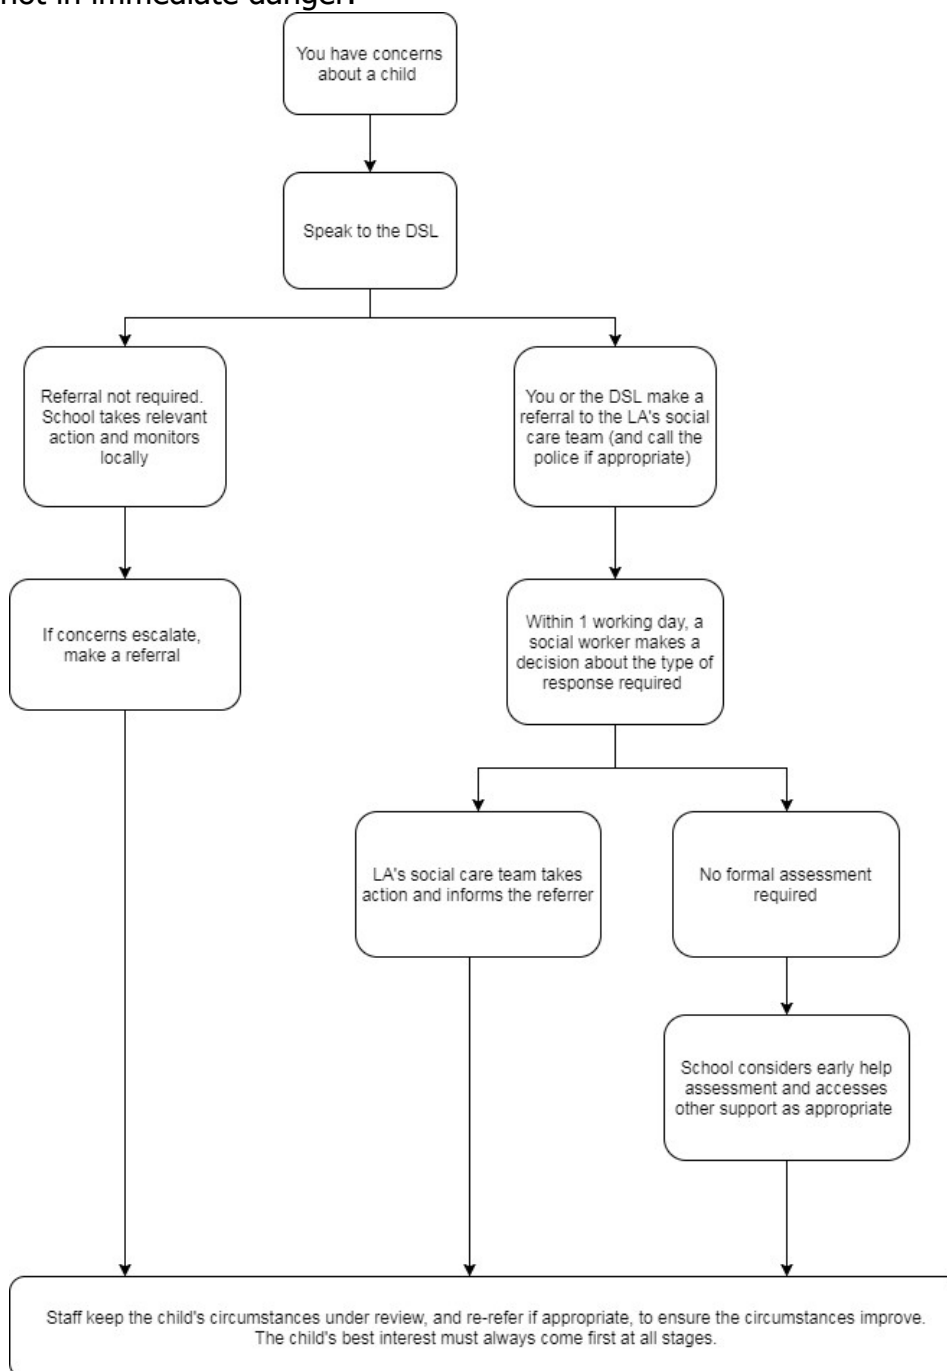 not in immediate danger.
You have concerns
about a child
Speak to the DSL
Referral not required.
School takes relevant
action and monitors
locally
You or the DSL make a
referral to the LA's social
care team (and call the
police if appropriate)
If concerns escalate,
make a referral
Within 1 working day, a
social worker makes a
decision about the type of
response required
LA's social care team takes
action and informs the referrer
No formal assessment
required
School considers early help
assessment and accesses
other support as appropriate
Staff keep the child's circumstances under review, and re-refer if appropriate, to ensure the circumstances improve.
The child's best interest must always come first at all stages.